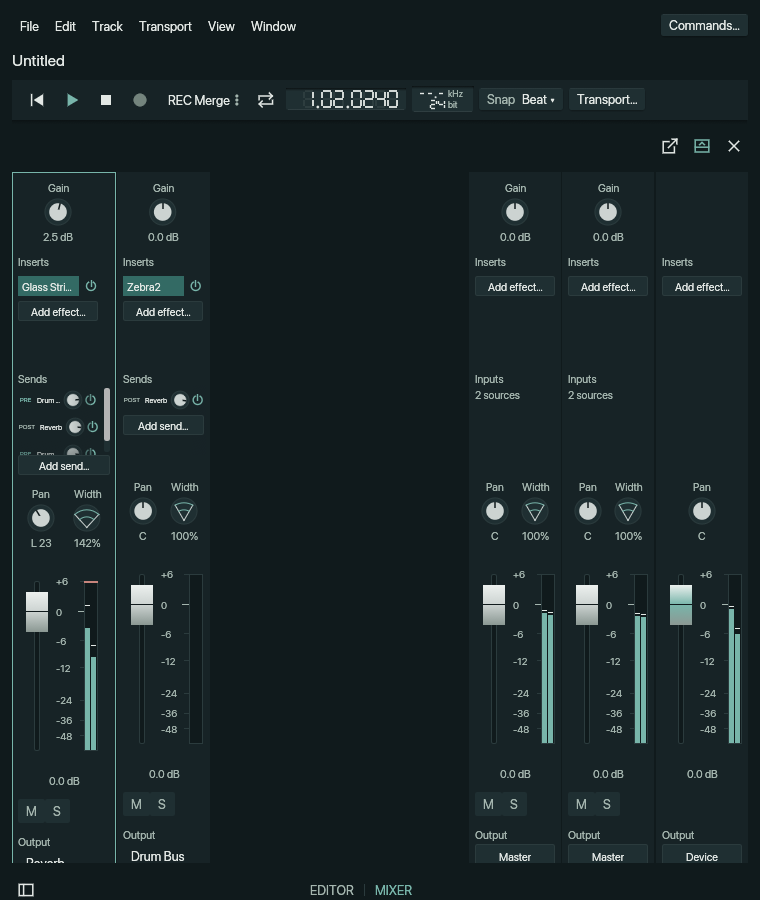 File Edit Track Transport View Window Commands...
Untitled
REC Merge 1.02.0240 kHz bit 24 Snap Beat Transport...
Gain Gain Gain Gain
2.5 dB 0.0 dB 0.0 dB 0.0 dB
Inserts Inserts Inserts Inserts Inserts
Glass Stri... Zebra2 Add effect... Add effect... Add effect...
Add effect... Add effect...
Sends Sends Inputs Inputs
PRE Drum ... POST Reverb 2 sources 2 sources
POST Reverb Add send...
PRE Drum
Add send...
Pan Width Pan Width Pan Width Pan Width Pan
L 23 142% C 100% C 100% C 100% C
+6 +6 +6 +6 +6
0 0 0 0 0
-6 -6 -6 -6 -6
-12 -12 -12 -12 -12
-24 -24 -24 -24 -24
-36 -36 -36 -36 -36
-48 -48 -48 -48 -48
0.0 dB 0.0 dB 0.0 dB 0.0 dB 0.0 dB
M S M S M S M S
Output Output Output Output Output
Reverb Drum Bus Master Master Device
EDITOR MIXER